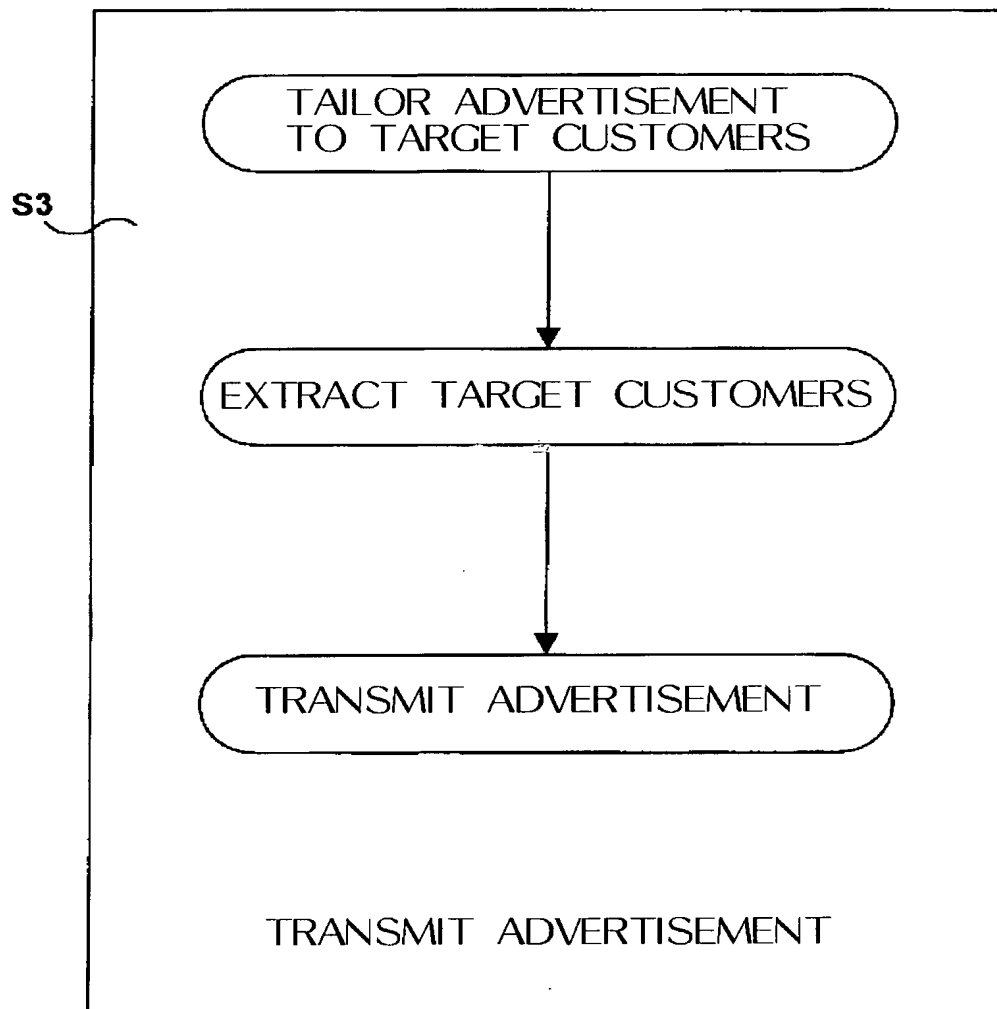 TAILOR ADVERTISEMENT
TO TARGET CUSTOMERS
S3
EXTRACT TARGET CUSTOMERS
TRANSMIT ADVERTISEMENT
TRANSMIT ADVERTISEMENT